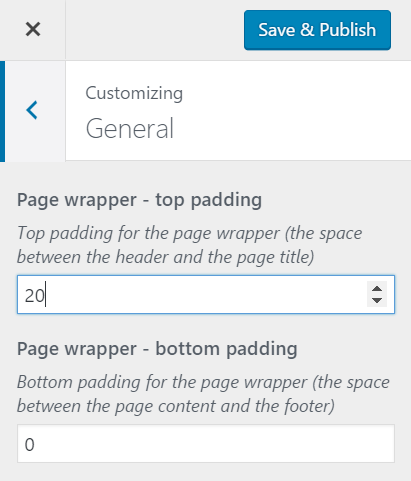 Save & Publish
Customizing
General
Page wrapper - top padding
Top padding for the page wrapper (the space
between the header and the page title)
20
Page wrapper - bottom padding
Bottom padding for the page wrapper (the space
between the page content and the footer)
0